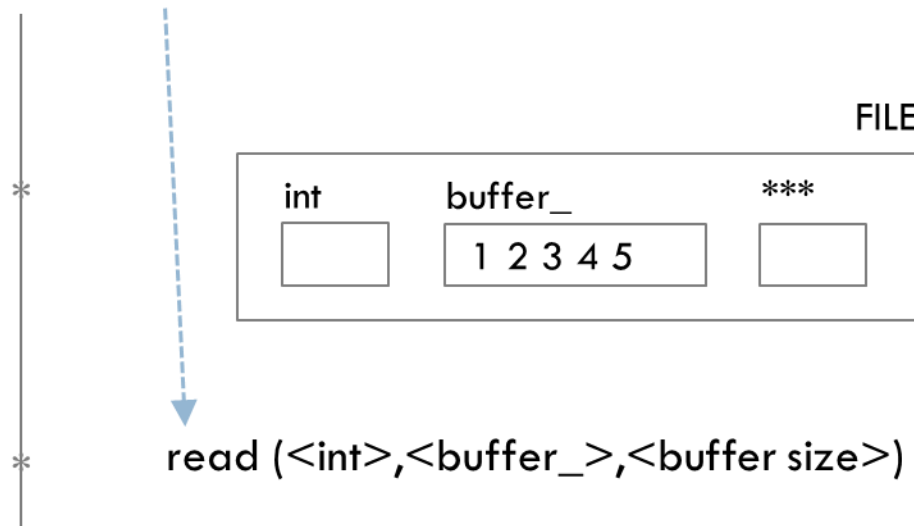 FILE
int buffer_ ***
1 2 3 4 5
*
read (<int>,<buffer_>,<buffer size>)
*